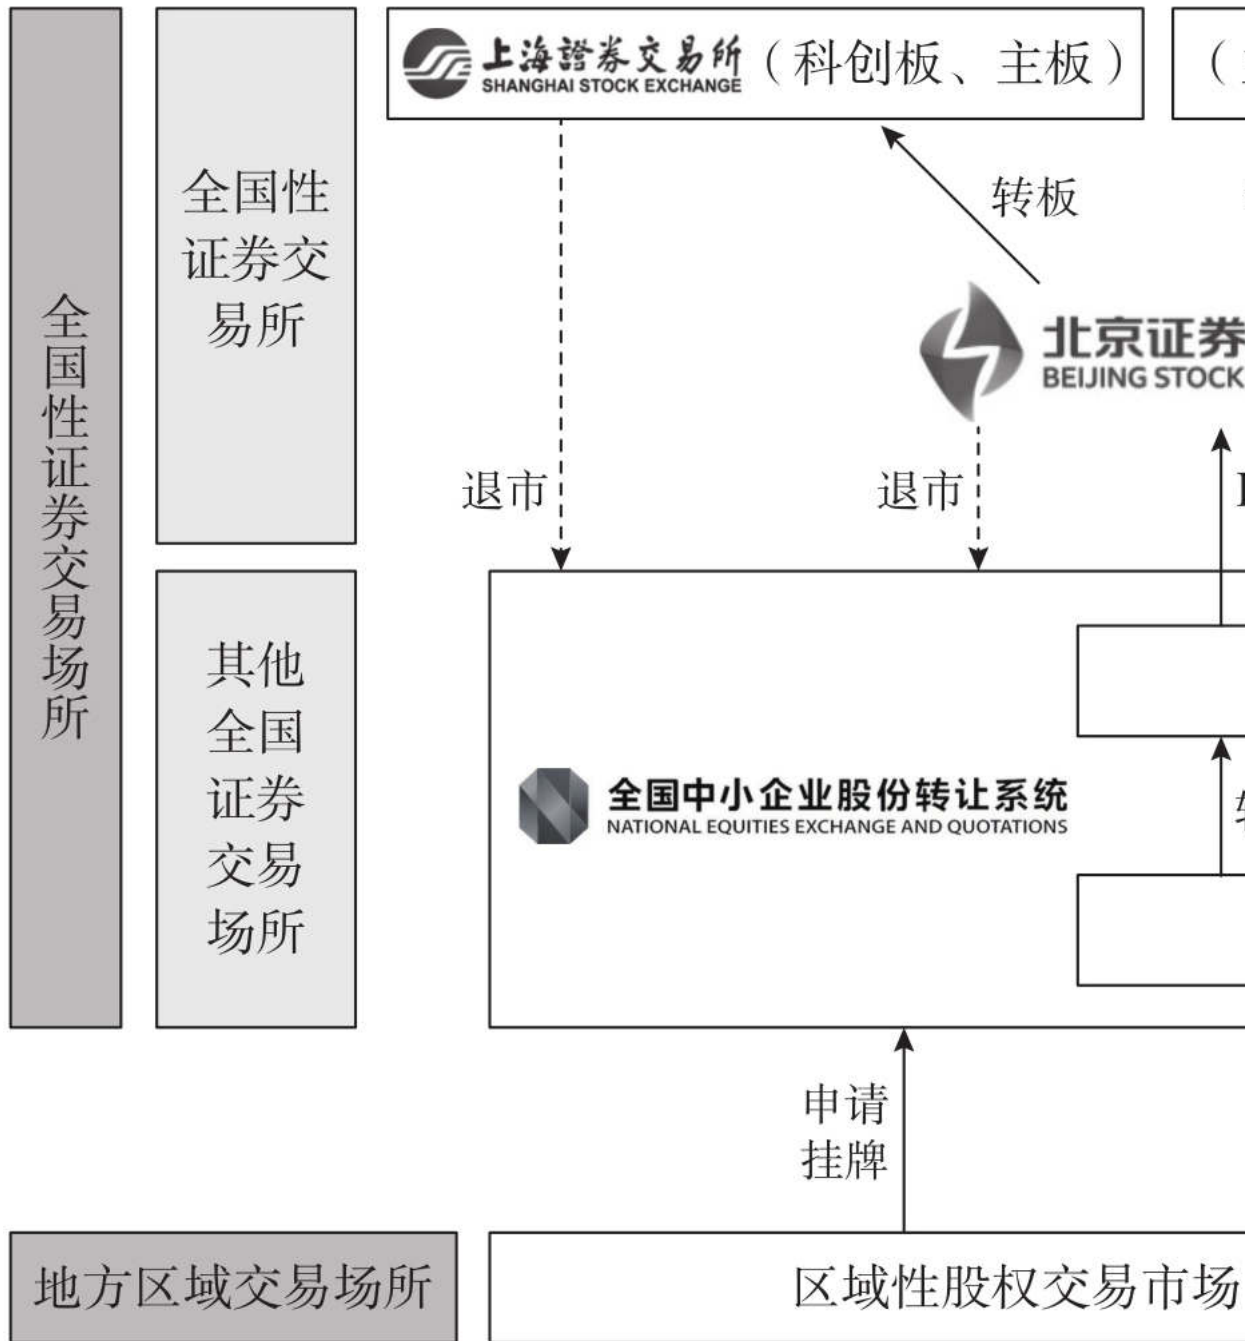 全国性证券交易场所
全国性
证券交
易所
上海證券交易所
SHANGHAI STOCK EXCHANGE
（科创板、主板）
（
转板
北京证券
BEIJING STOCK
退市
退市
其他
全国
证券
交易
场所
全国中小企业股份转让系统
NATIONAL EQUITIES EXCHANGE AND QUOTATIONS
申请
挂牌
地方区域交易场所
区域性股权交易市场